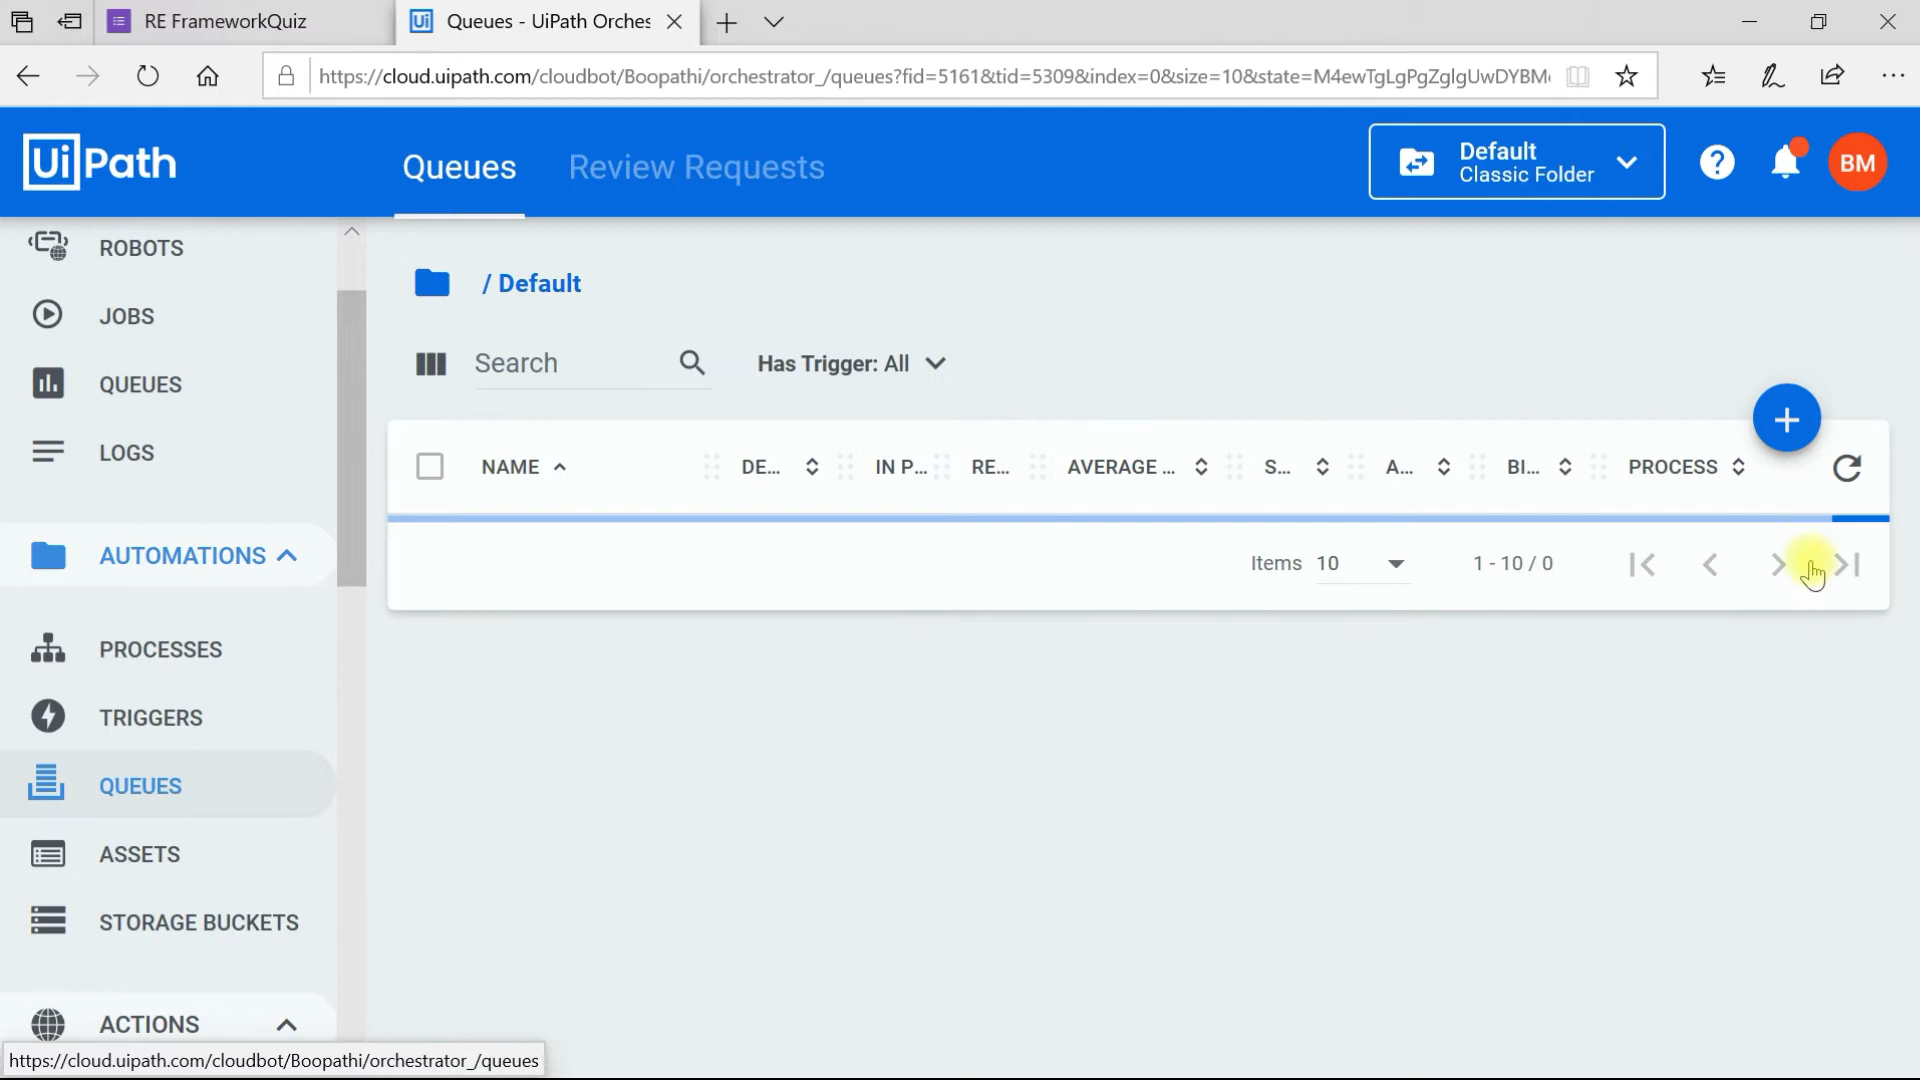 RE FrameworkQuiz
Ui Queues - UiPath Orches
https://cloud.uipath.com/cloudbot/Boopathi/orchestrator_/queues?fid=5161&tid=5309&index=0&size=10&state=M4ewTgLgPgZglgUwDYBM
UiPath
Queues
Review Requests
Default
Classic Folder
?
BM
ROBOTS
JOBS
QUEUES
LOGS
AUTOMATIONS
PROCESSES
TRIGGERS
QUEUES
ASSETS
STORAGE BUCKETS
ACTIONS
/ Default
Search
Has Trigger: All
+
NAME DE... IN P... RE... AVERAGE ... S... A... BI... PROCESS
Items 10 1 - 10 / 0
https://cloud.uipath.com/cloudbot/Boopathi/orchestrator_/queues